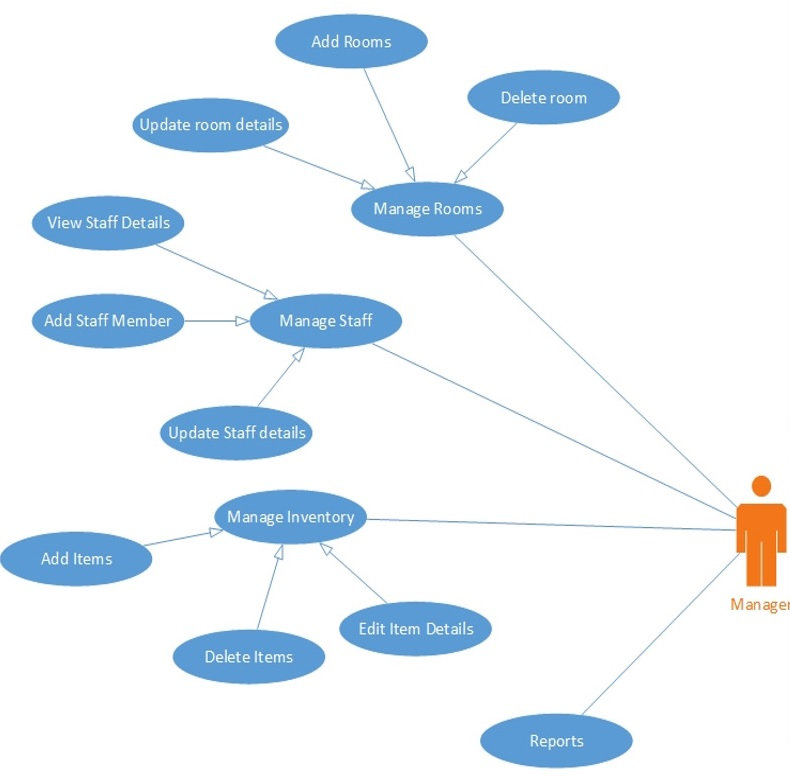 Add Rooms
Delete room
Update room details
Manage Rooms
View Staff Details
Add Staff Member
Manage Staff
Update Staff details
Manage Inventory
Add Items
Manager
Edit Item Details
Delete Items
Reports